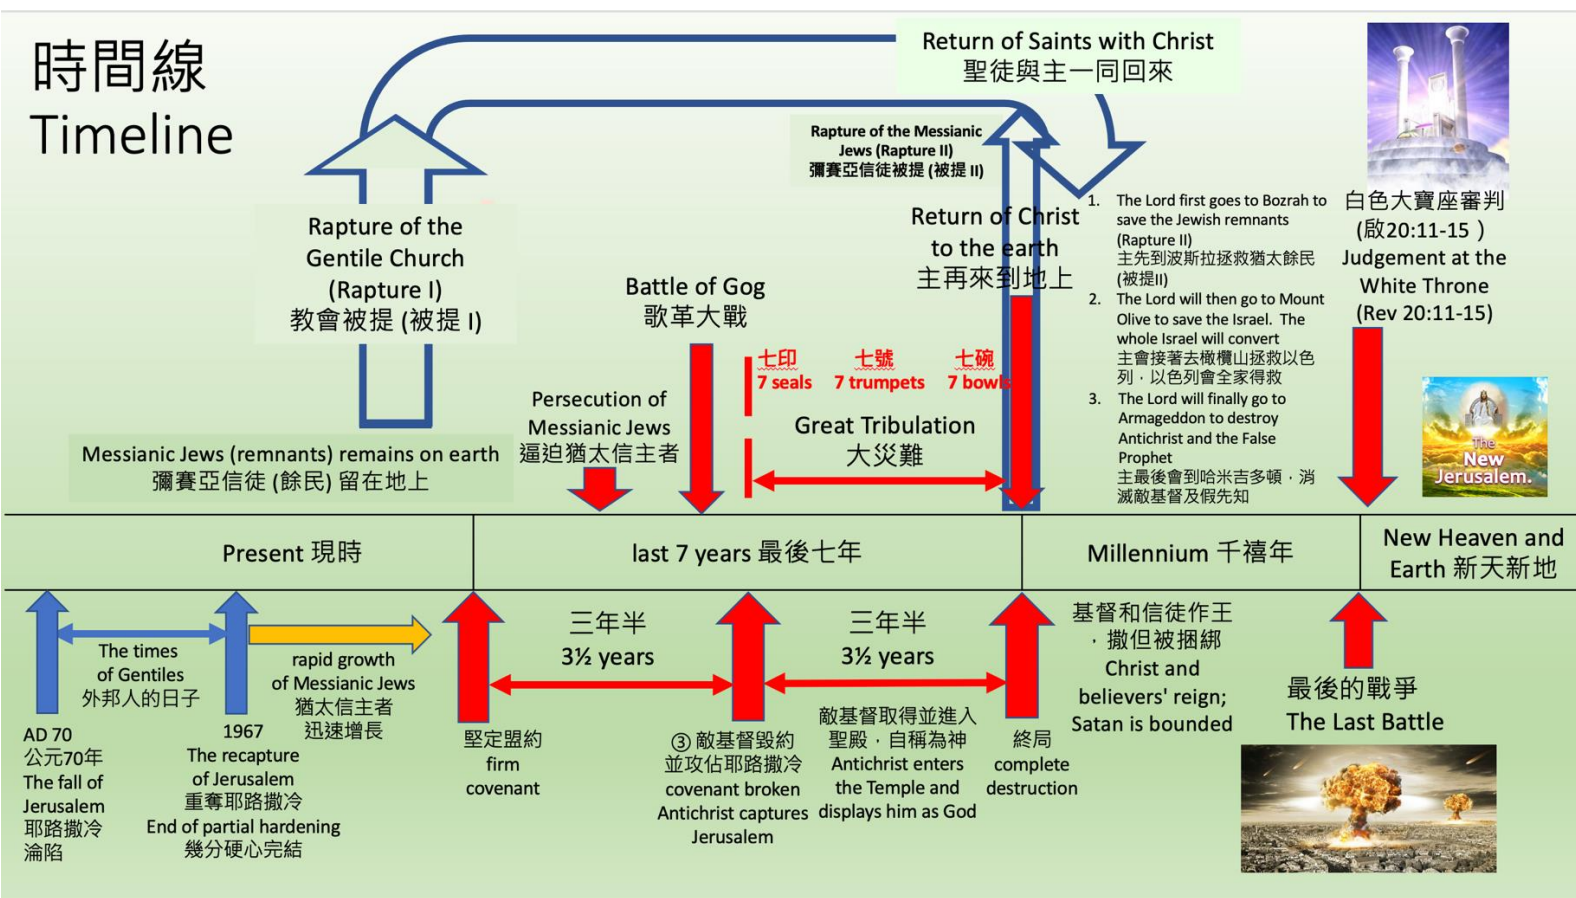 時間線
Timeline
Return of Saints with Christ
聖徒與主一同回來
Rapture of the Messianic
Jews (Rapture II)
彌賽亞信徒被提 (被提 II)
Rapture of the
Gentile Church
(Rapture I)
教會被提 (被提 I)
Messianic Jews (remnants) remains on earth
彌賽亞信徒 (餘民) 留在地上
Persecution of
Messianic Jews
逼迫猶太信主者
Battle of Gog
歌革大戰
七印
7 seals
七號
7 trumpets
七碗
7 bowls
Great Tribulation
大災難
Return of Christ
to the earth
主再來到地上
1. The Lord first goes to Bozrah to
save the Jewish remnants
(Rapture II)
主先到波斯拉拯救猶太餘民
(被提II)
2. The Lord will then go to Mount
Olive to save the Israel. The
whole Israel will convert
主會接著去橄欖山拯救以色
列，以色列會全家得救
3. The Lord will finally go to
Armageddon to destroy
Antichrist and the False
Prophet
主最後會到哈米吉多頓，消
滅敵基督及假先知
白色大寶座審判
(啟20:11-15 )
Judgement at the
White Throne
(Rev 20:11-15)
The
New
Jerusalem.
Present 現時
last 7 years 最後七年
Millennium 千禧年
New Heaven and
Earth 新天新地
AD 70
公元70年
The fall of
Jerusalem
耶路撒冷
淪陷
The times
of Gentiles
外邦人的日子
1967
The recapture
of Jerusalem
重奪耶路撒冷
End of partial hardening
幾分硬心完結
rapid growth
of Messianic Jews
猶太信主者
迅速增長
堅定盟約
firm
covenant
三年半
3½ years
③ 敵基督毀約
並攻佔耶路撒冷
covenant broken
Antichrist captures
Jerusalem
三年半
3½ years
敵基督取得並進入
聖殿，自稱為神
Antichrist enters
the Temple and
displays him as God
終局
complete
destruction
基督和信徒作王
，撒但被捆綁
Christ and
believers' reign;
Satan is bounded
最後的戰爭
The Last Battle